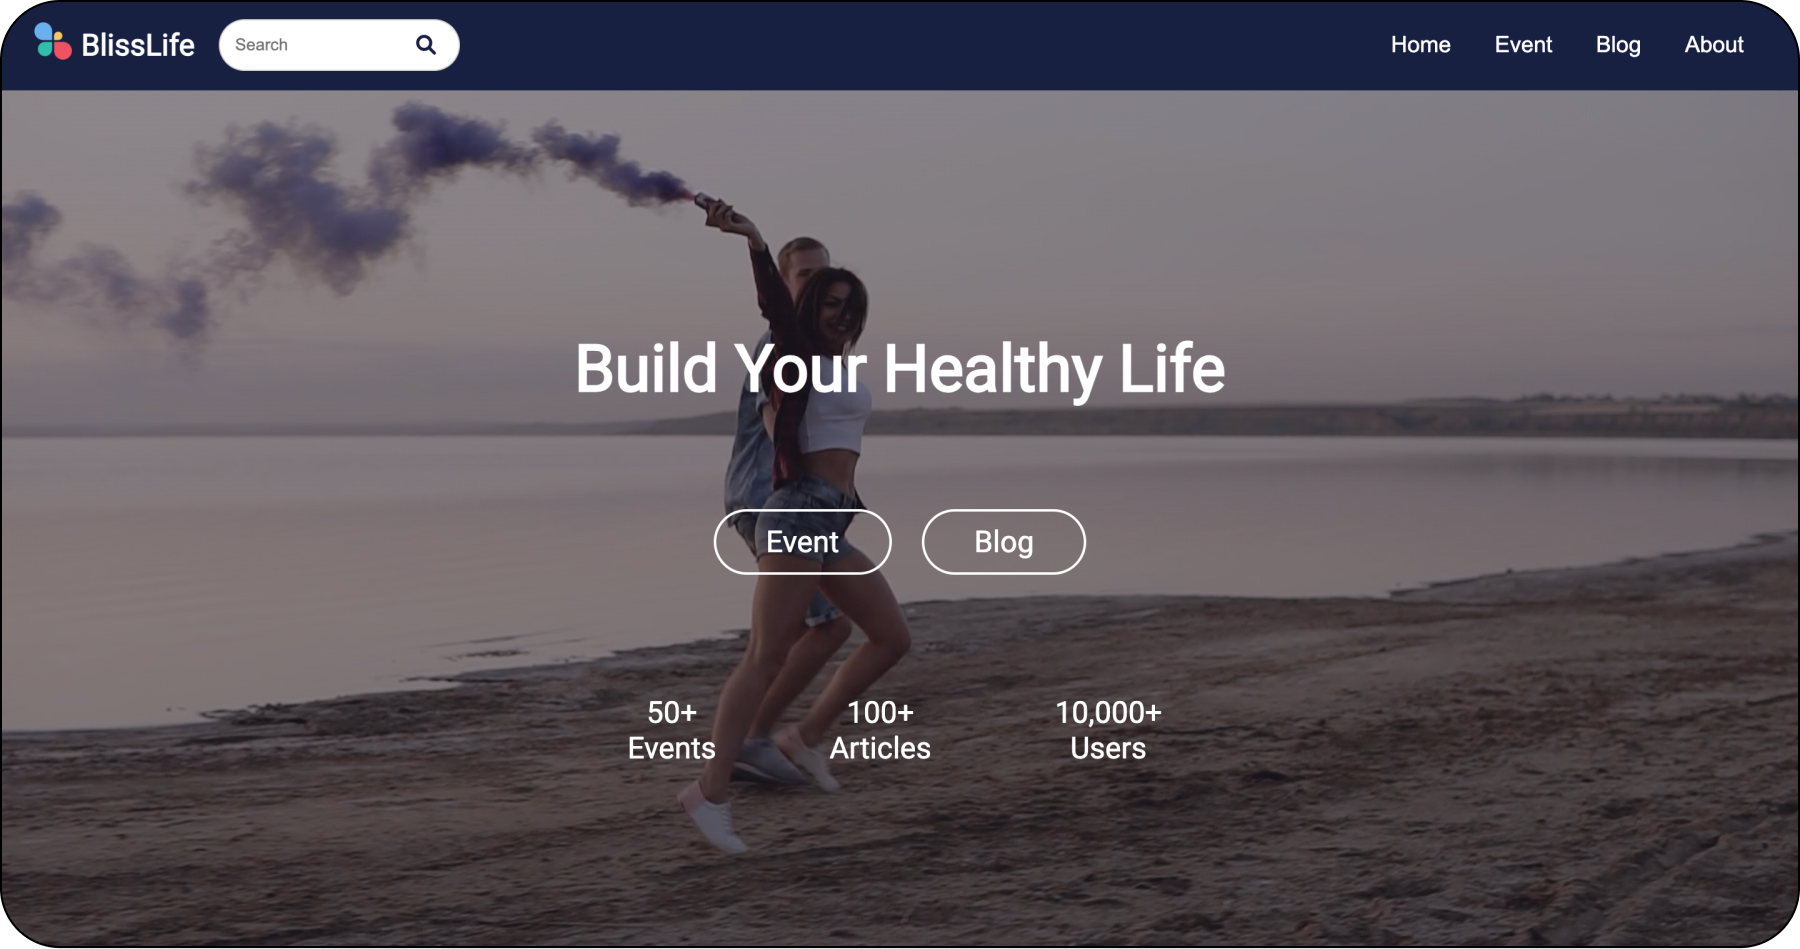 BlissLife
Search
Home
Event
Blog
About
Build Your Healthy Life
Event
Blog
50+
Events
100+
Articles
10,000+
Users